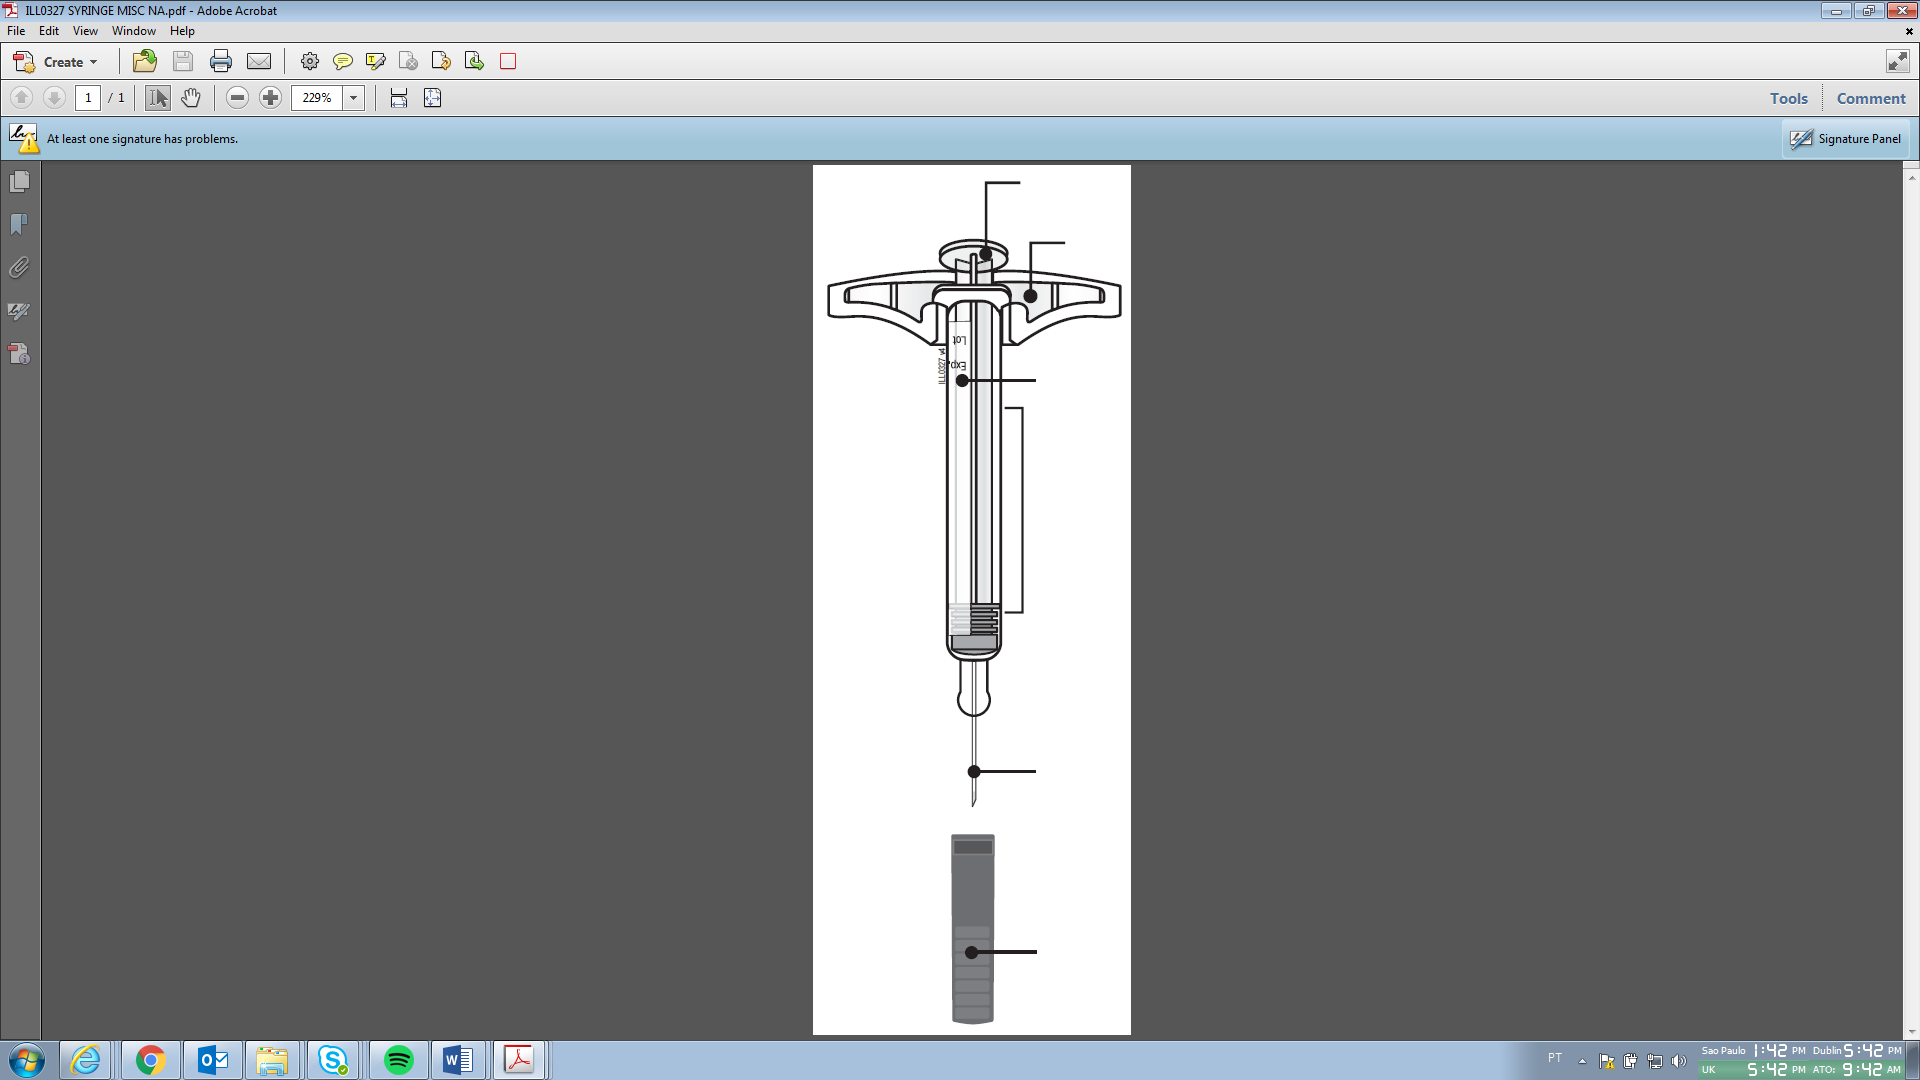 ILL0327 SYRINGE MISC NA.pdf - Adobe Acrobat
File Edit View Window Help
Create
1 / 1 229% Tools Comment
At least one signature has problems. Signature Panel
Lot
Exp.
ILL0327 v4
PT
Sao Paulo 1:42 PM Dublin 5:42 PM
UK 5:42 PM ATO: 9:42 AM